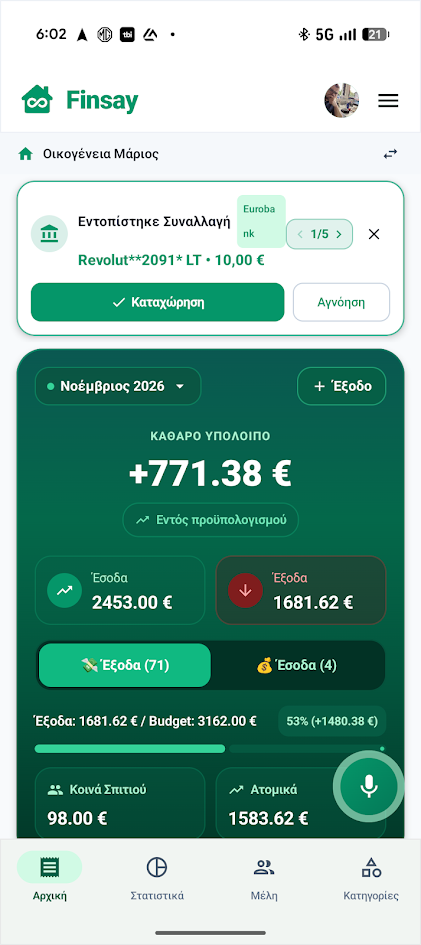 6:02
tbi
5G
21
Finsay
Οικογένεια Μάριος
Εντοπίστηκε Συναλλαγή
Euroba
nk
1/5
Revolut**2091* LT • 10,00 €
Καταχώρηση
Αγνόηση
Νοέμβριος 2026
+ Έξοδο
ΚΑΘΑΡΟ ΥΠΟΛΟΙΠΟ
+771.38 €
Εντός προϋπολογισμού
Έσοδα
2453.00 €
Έξοδα
1681.62 €
Έξοδα (71)
Έσοδα (4)
Έξοδα: 1681.62 € / Budget: 3162.00 €
53% (+1480.38 €)
Κοινά Σπιτιού
98.00 €
Ατομικά
1583.62 €
Αρχική
Στατιστικά
Μέλη
Κατηγορίες